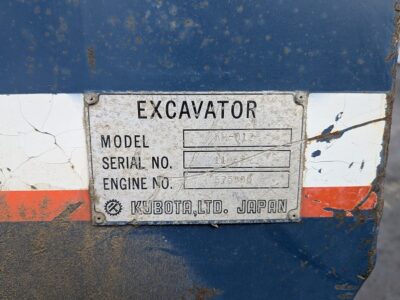 EXCAVATOR
MODEL
SERIAL NO.
ENGINE NO.
KUBOTA, LTD. JAPAN